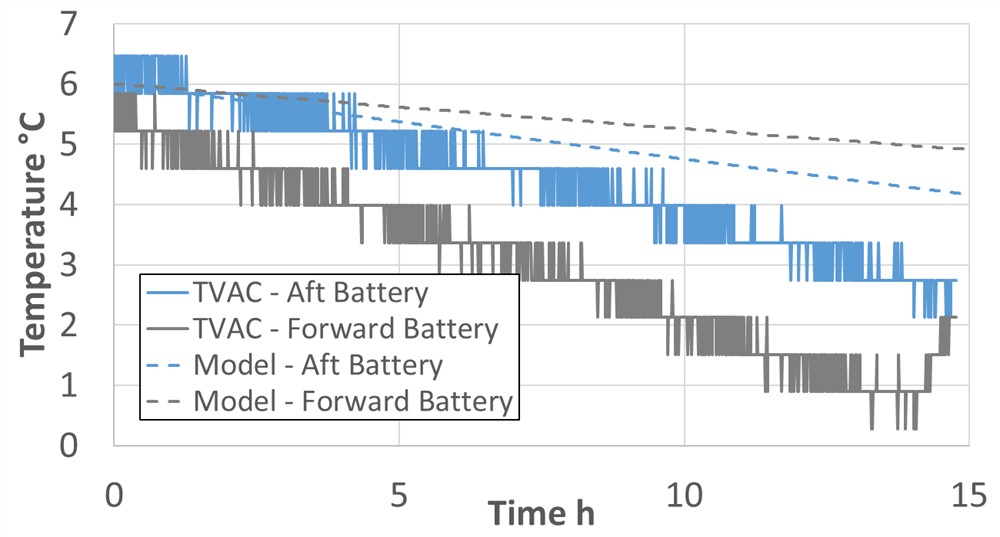 7
6
5
4
3
2
1
0
Temperature °C
TVAC - Aft Battery
TVAC - Forward Battery
Model - Aft Battery
Model - Forward Battery
0
5
10
15
Time h